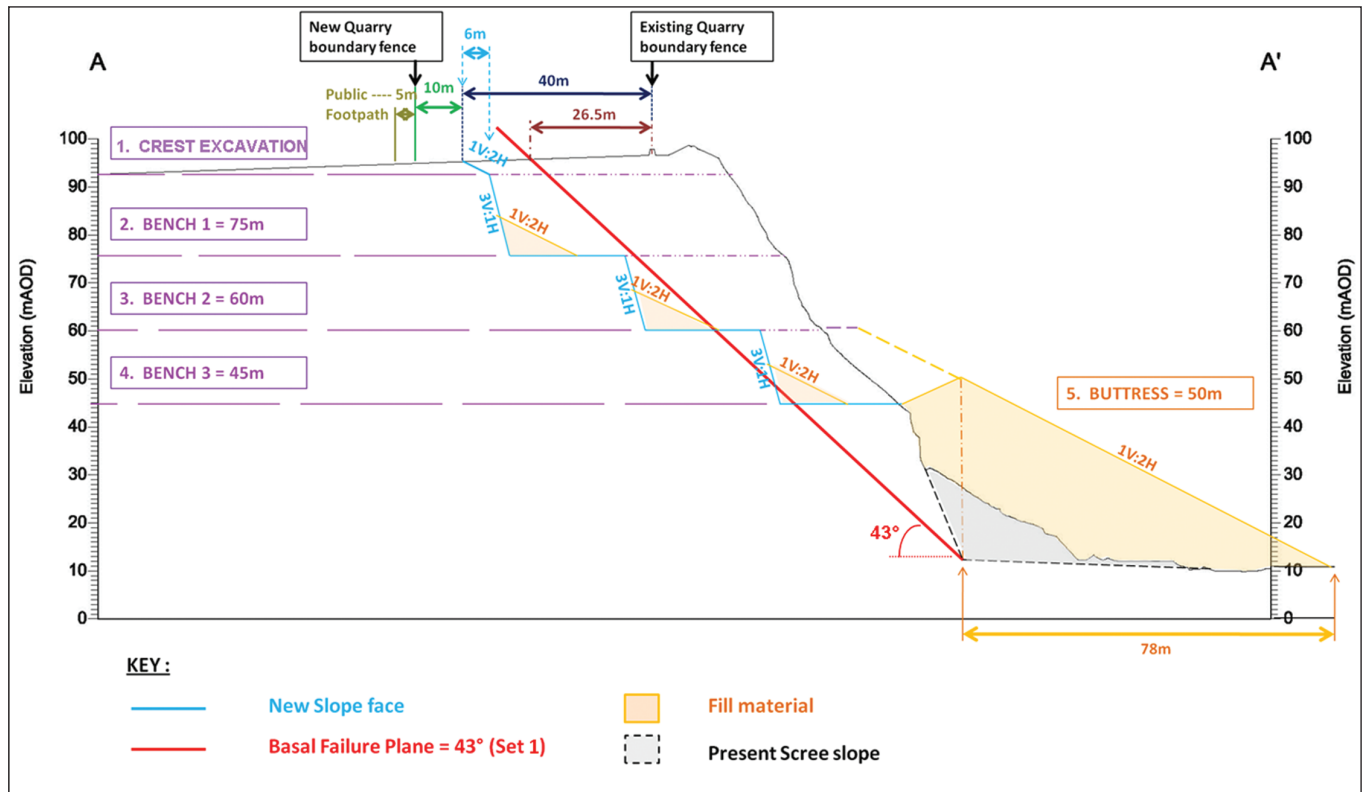 New Quarry
boundary fence
6m
Existing Quarry
boundary fence
A
A'
Public ---- 5m
Footpath
10m
40m
26.5m
100
90
80
70
60
50
40
30
20
10
0
Elevation (mAOD)
1. CREST EXCAVATION
2. BENCH 1 = 75m
3. BENCH 2 = 60m
4. BENCH 3 = 45m
1V:2H
3V:1H
1V:2H
3V:1H
1V:2H
3V:1H
1V:2H
43°
5. BUTTRESS = 50m
1V:2H
100
90
80
70
60
50
40
30
20
10
0
Elevation (mAOD)
78m
KEY :
New Slope face
Fill material
Basal Failure Plane = 43° (Set 1)
Present Scree slope